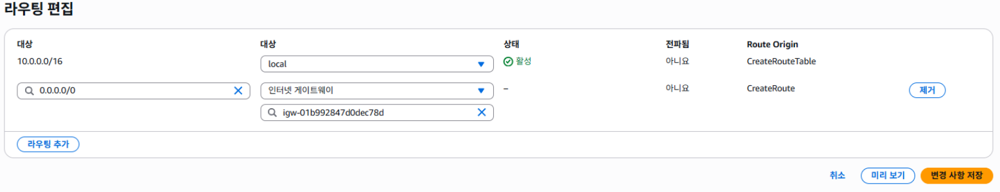 라우팅 편집
대상 대상 상태 전파됨 Route Origin
10.0.0.0/16 local 활성 아니요 CreateRouteTable
0.0.0.0/0 인터넷 게이트웨이 – 아니요 CreateRoute 제거
igw-01b992847d0dec78d
라우팅 추가
취소 미리 보기 변경 사항 저장